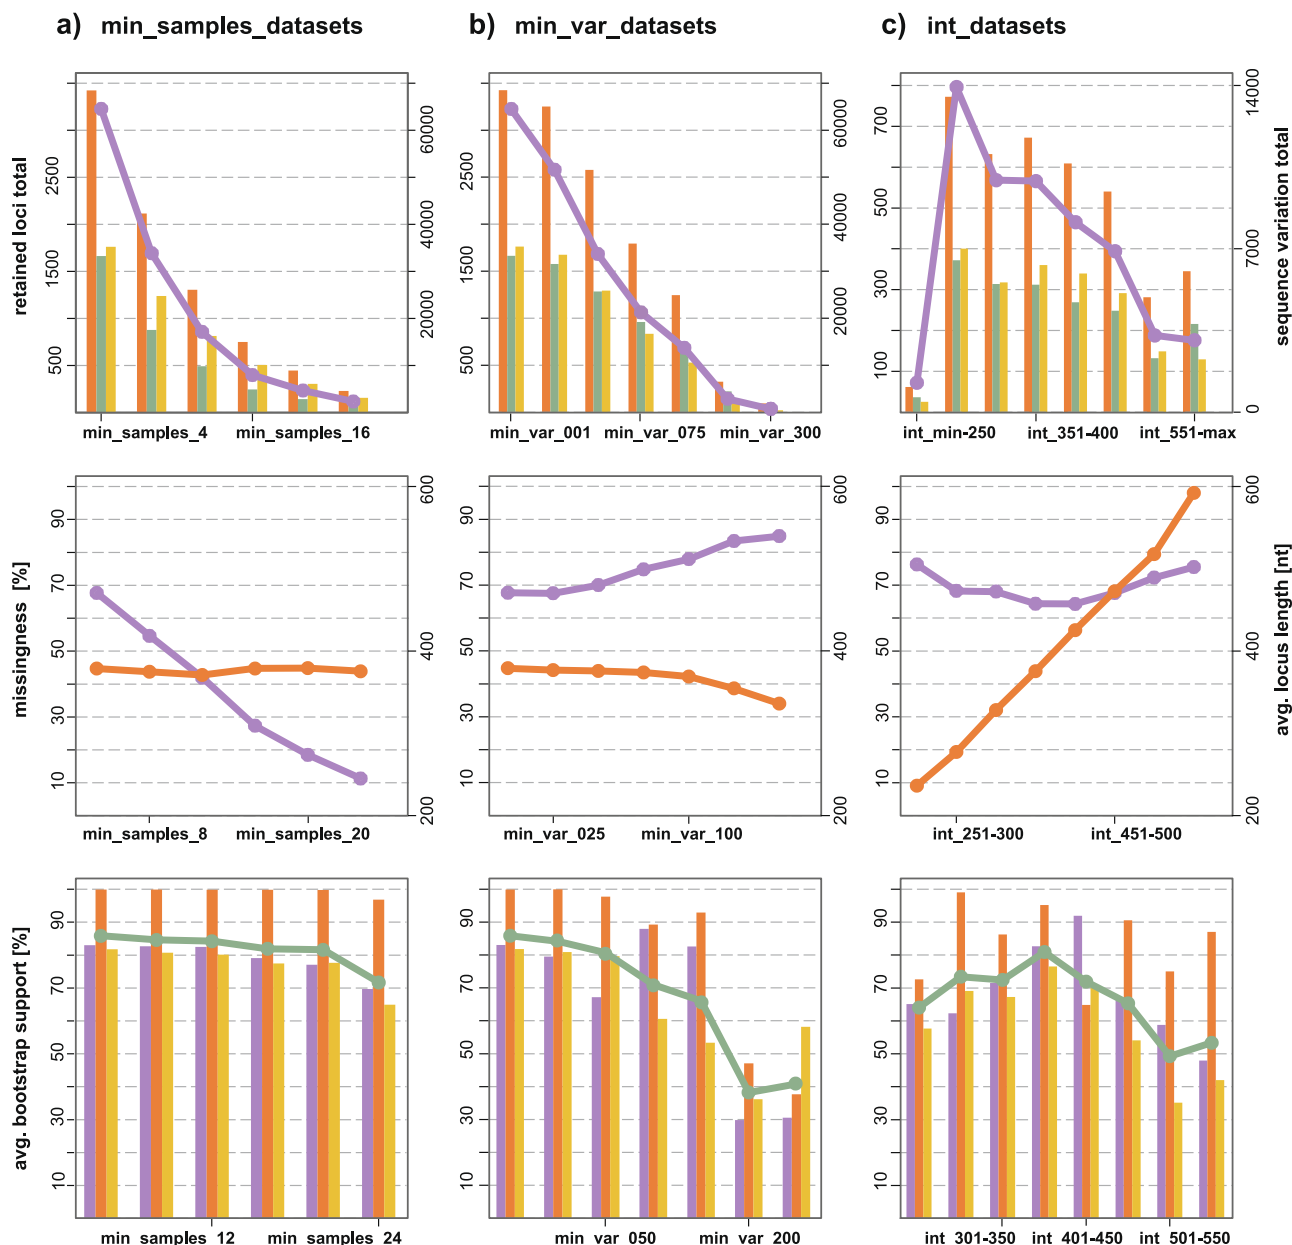 a) min_samples_datasets
b) min_var_datasets
c) int_datasets
retained loci total
500
1500
2500
0
20000
40000
60000
min_samples_4
min_samples_16
500
1500
2500
0
20000
40000
60000
min_var_001
min_var_075
min_var_300
100
300
500
700
0
7000
14000
sequence variation total
int_min-250
int_351-400
int_551-max
missingness [%]
10
30
50
70
90
200
400
600
min_samples_8
min_samples_20
10
30
50
70
90
200
400
600
min_var_025
min_var_100
10
30
50
70
90
200
400
600
avg. locus length [nt]
int_251-300
int_451-500
avg. bootstrap support [%]
10
30
50
70
90
min_samples_12
min_samples_24
10
30
50
70
90
min_var_050
min_var_200
10
30
50
70
90
int_301-350
int_401-450
int_501-550